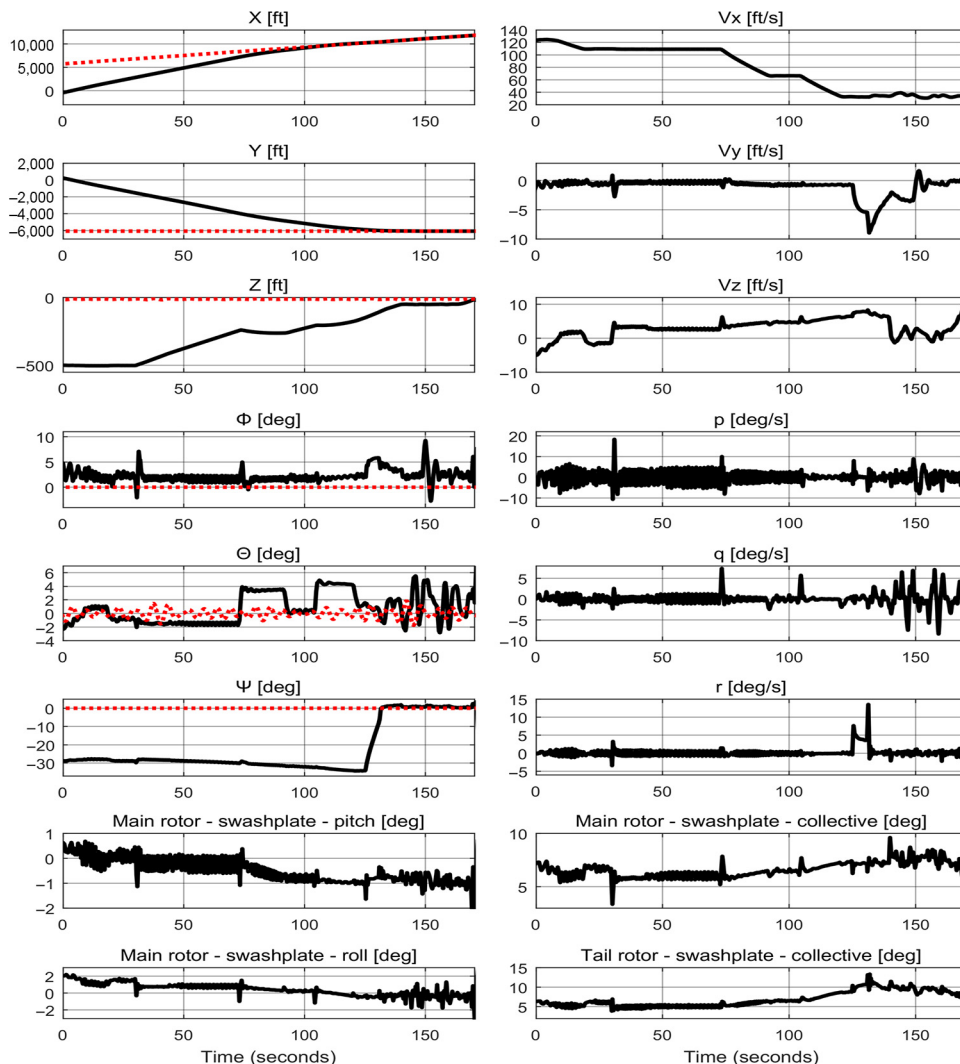 X [ft]
10,000
5,000
0
0 50 100 150
Vx [ft/s]
140
120
100
80
60
40
20
0 50 100 150
Y [ft]
2,000
0
−2,000
−4,000
−6,000
0 50 100 150
Vy [ft/s]
0
−5
−10
0 50 100 150
Z [ft]
0
−500
0 50 100 150
Vz [ft/s]
10
0
−10
0 50 100 150
Φ [deg]
10
5
0
0 50 100 150
p [deg/s]
20
10
0
−10
0 50 100 150
Θ [deg]
6
4
2
0
−2
−4
0 50 100 150
q [deg/s]
5
0
−5
−10
0 50 100 150
Ψ [deg]
0
−10
−20
−30
0 50 100 150
r [deg/s]
15
10
5
0
−5
0 50 100 150
Main rotor - swashplate - pitch [deg]
1
0
−1
−2
0 50 100 150
Main rotor - swashplate - collective [deg]
10
5
0 50 100 150
Main rotor - swashplate - roll [deg]
2
0
−2
0 50 100 150
Time (seconds)
Tail rotor - swashplate - collective [deg]
15
10
5
0 50 100 150
Time (seconds)